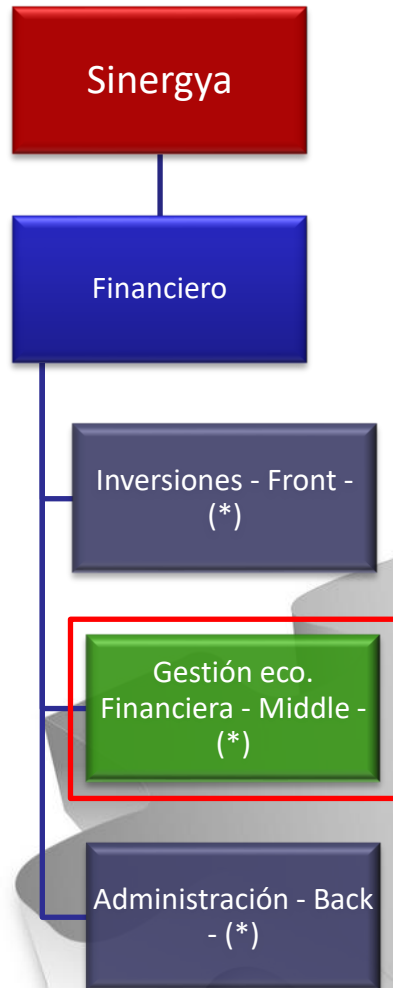 Sinergya
Financiero
Inversiones - Front -
(*)
Gestión eco.
Financiera - Middle -
(*)
Administración - Back
- (*)